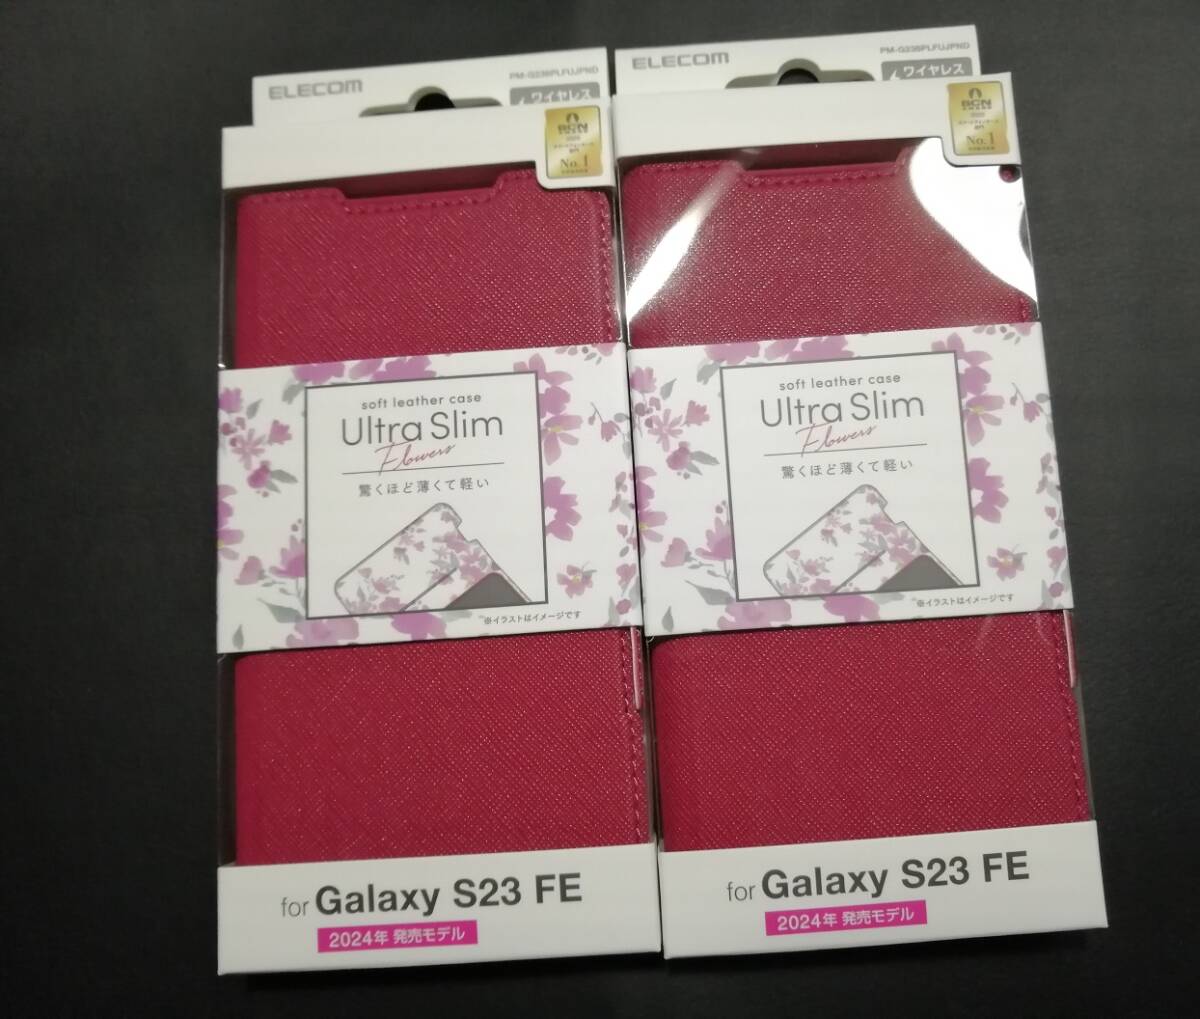 ELECOM
PM-G235PLFUJPND
ワイヤレス
BCN
No.1
soft leather case
Ultra Slim
Flowers
驚くほど薄くて軽い
※イラストはイメージです
for Galaxy S23 FE
2024年 発売モデル
ELECOM
PM-G235PLFUJPND
ワイヤレス
BCN
No.1
soft leather case
Ultra Slim
Flowers
驚くほど薄くて軽い
※イラストはイメージです
for Galaxy S23 FE
2024年 発売モデル